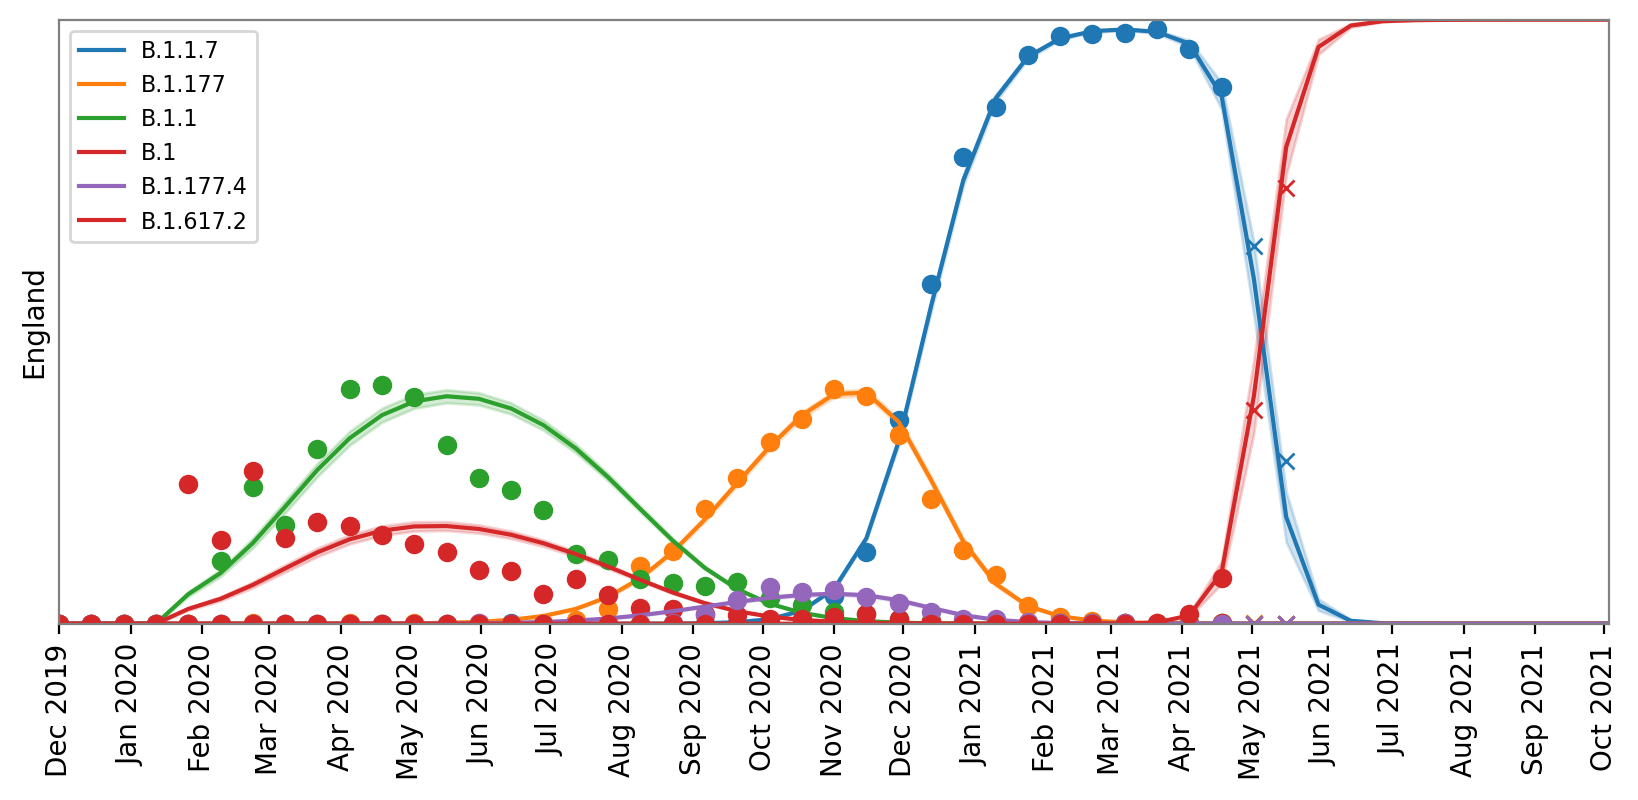 B.1.1.7
B.1.177
B.1.1
B.1
B.1.177.4
B.1.617.2
England
Dec 2019
Jan 2020
Feb 2020
Mar 2020
Apr 2020
May 2020
Jun 2020
Jul 2020
Aug 2020
Sep 2020
Oct 2020
Nov 2020
Dec 2020
Jan 2021
Feb 2021
Mar 2021
Apr 2021
May 2021
Jun 2021
Jul 2021
Aug 2021
Sep 2021
Oct 2021